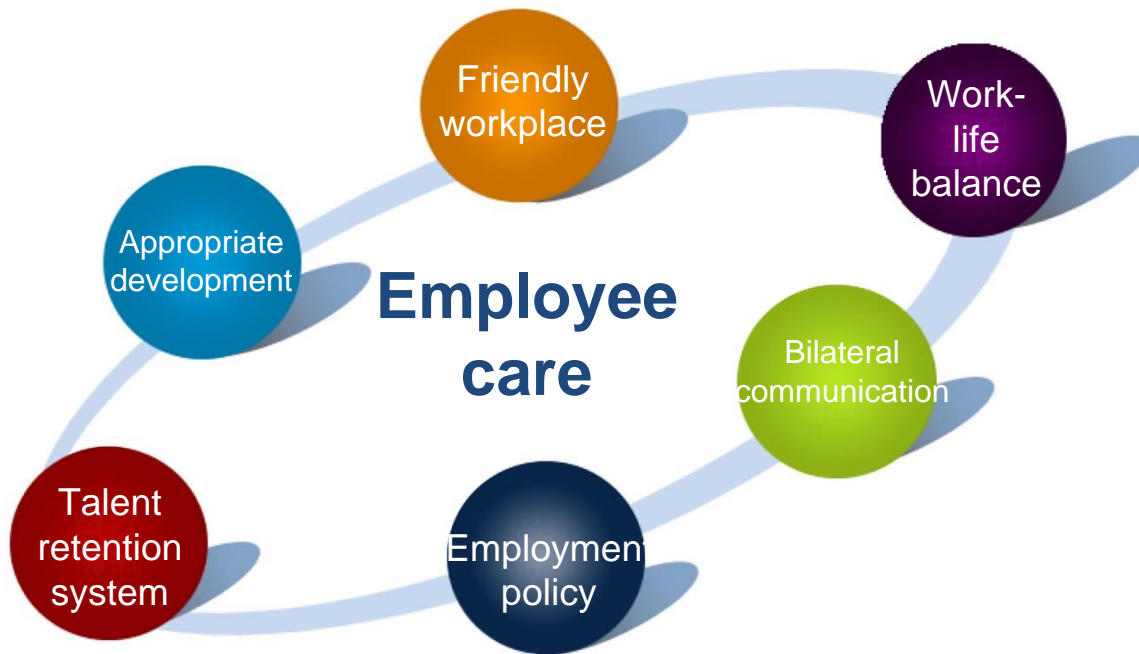 Friendly
workplace
Work-
life
balance
Appropriate
development
Employee
care
Bilateral
communication
Talent
retention
system
Employment
policy